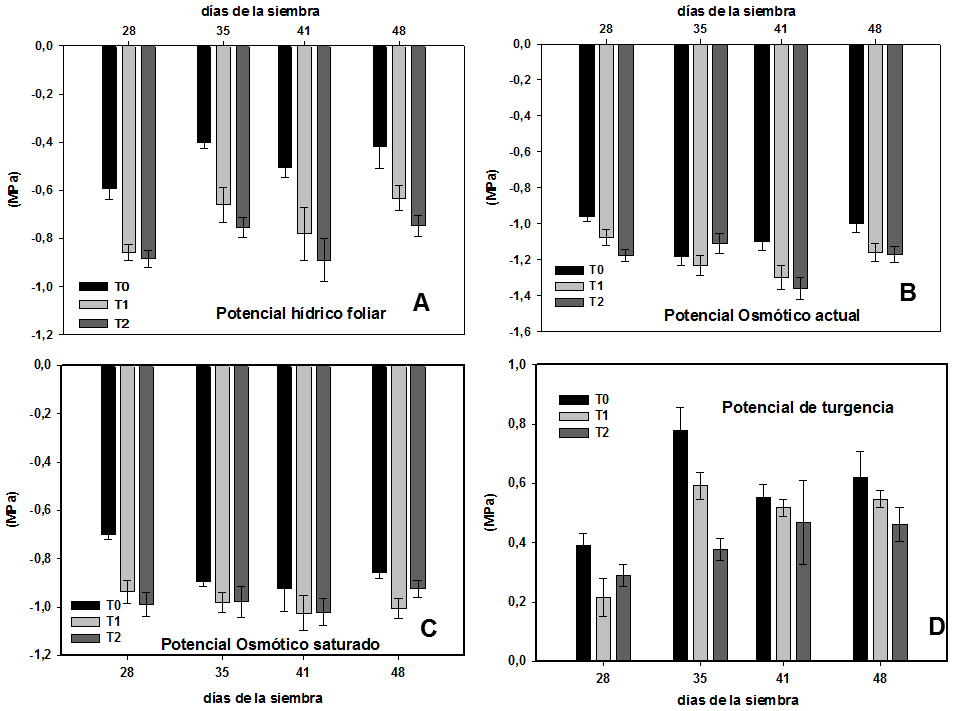 días de la siembra
28 35 41 48
0,0
-0,2
-0,4
-0,6
-0,8
-1,0
-1,2
(MPa)
T0
T1
T2
A
Potencial hídrico foliar
días de la siembra
28 35 41 48
0,0
-0,2
-0,4
-0,6
-0,8
-1,0
-1,2
-1,4
-1,6
(MPa)
T0
T1
T2
B
Potencial Osmótico actual
0,0
-0,2
-0,4
-0,6
-0,8
-1,0
-1,2
(MPa)
T0
T1
T2
C
Potencial Osmótico saturado
28 35 41 48
días de la siembra
1,0
0,8
0,6
0,4
0,2
0,0
(MPa)
T0
T1
T2
Potencial de turgencia
D
28 35 41 48
días de la siembra